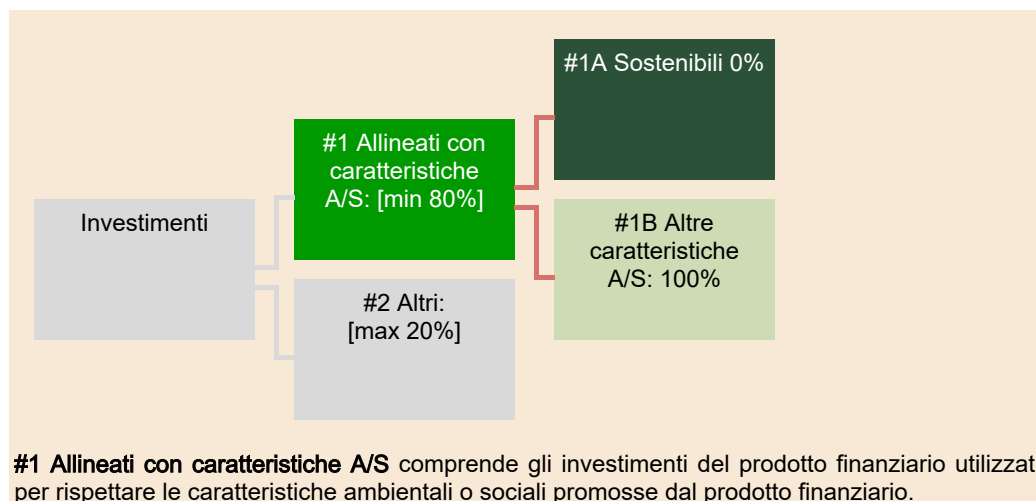 #1A Sostenibili 0%
#1 Allineati con
caratteristiche
A/S: [min 80%]
Investimenti
#1B Altre
caratteristiche
A/S: 100%
#2 Altri:
[max 20%]
#1 Allineati con caratteristiche A/S comprende gli investimenti del prodotto finanziario utilizzat
per rispettare le caratteristiche ambientali o sociali promosse dal prodotto finanziario.